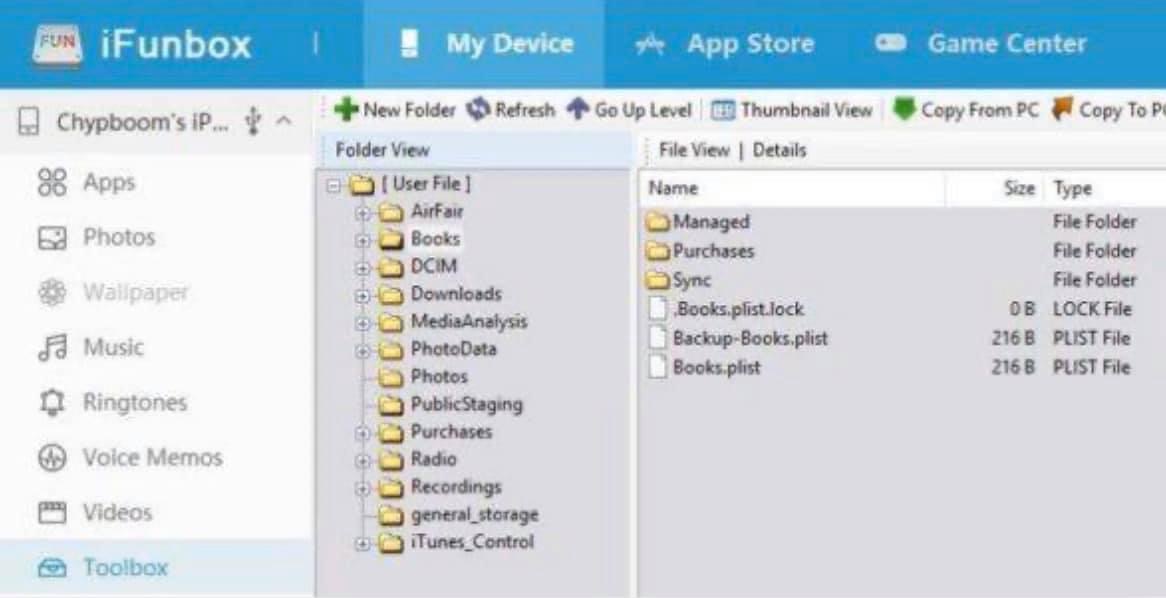 FUN iFunbox | My Device App Store Game Center
Chypboom's iP...
Apps
Photos
Wallpaper
Music
Ringtones
Voice Memos
Videos
Toolbox
New Folder Refresh Go Up Level Thumbnail View Copy From PC Copy To
Folder View
[ User File ]
AirFair
Books
DCIM
Downloads
MediaAnalysis
PhotoData
Photos
PublicStaging
Purchases
Radio
Recordings
general_storage
iTunes_Control
File View | Details
Name Size Type
Managed File Folder
Purchases File Folder
Sync File Folder
.Books.plist.lock 0 B LOCK File
Backup-Books.plist 216 B PLIST File
Books.plist 216 B PLIST File